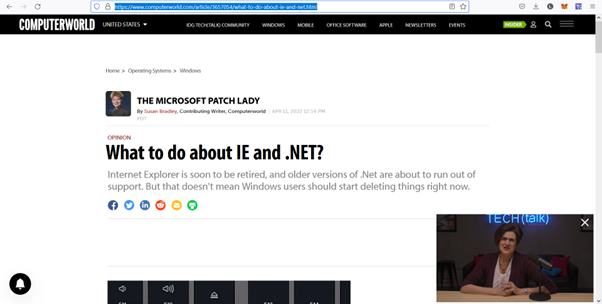 https://www.computerworld.com/article/3657054/what-to-do-about-ie-and-.net.html
COMPUTERWORLD UNITED STATES IDG TECH(TALK) COMMUNITY WINDOWS MOBILE OFFICE SOFTWARE APPLE NEWSLETTERS EVENTS INSIDER
Home > Operating Systems > Windows
THE MICROSOFT PATCH LADY
By Susan Bradley, Contributing Writer, Computerworld | APR 11, 2022 12:54 PM
PDT
OPINION
What to do about IE and .NET?
Internet Explorer is soon to be retired, and older versions of .Net are about to run out of
support. But that doesn't mean Windows users should start deleting things right now.
TECH(talk)